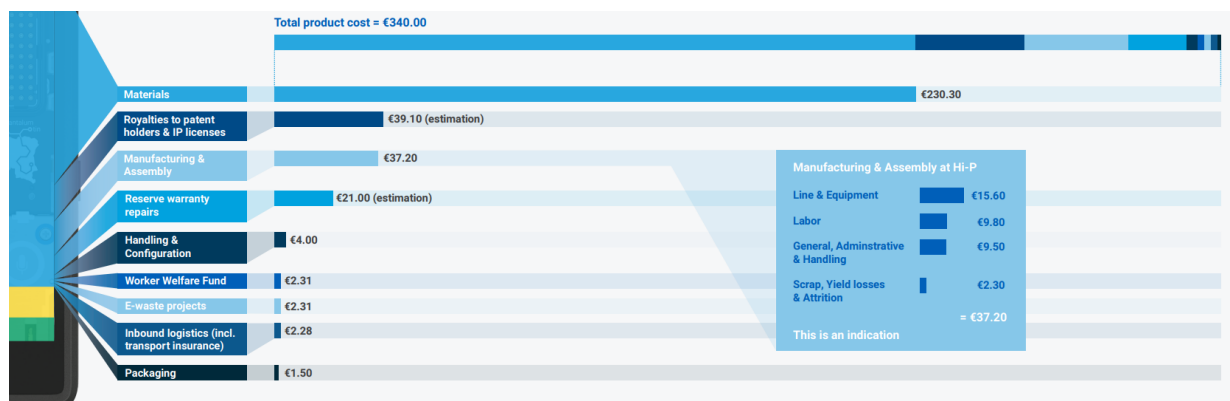 Total product cost = €340.00
Materials
€230.30
Royalties to patent
holders & IP licenses
€39.10 (estimation)
Manufacturing &
Assembly
€37.20
Reserve warranty
repairs
€21.00 (estimation)
Handling &
Configuration
€4.00
Worker Welfare Fund
€2.31
E-waste projects
€2.31
Inbound logistics (incl.
transport insurance)
€2.28
Packaging
€1.50
Manufacturing & Assembly at Hi-P
Line & Equipment
€15.60
Labor
€9.80
General, Adminstrative
& Handling
€9.50
Scrap, Yield losses
& Attrition
€2.30
= €37.20
This is an indication